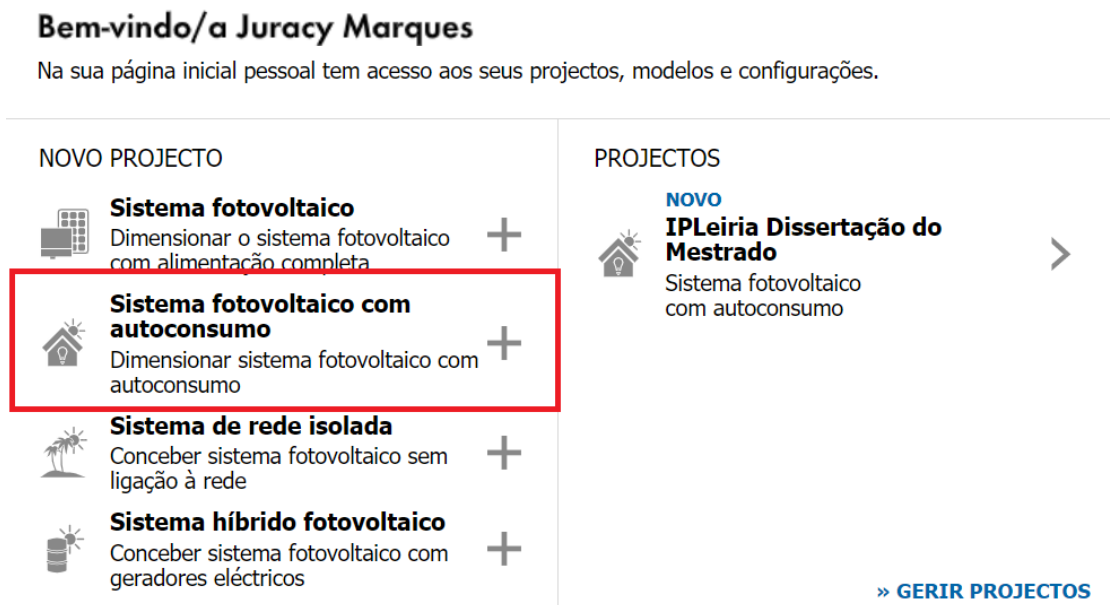 Bem-vindo/a Juracy Marques
Na sua página inicial pessoal tem acesso aos seus projectos, modelos e configurações.
NOVO PROJECTO
Sistema fotovoltaico
Dimensionar o sistema fotovoltaico
com alimentação completa
Sistema fotovoltaico com
autoconsumo
Dimensionar sistema fotovoltaico com
autoconsumo
Sistema de rede isolada
Conceber sistema fotovoltaico sem
ligação à rede
Sistema híbrido fotovoltaico
Conceber sistema fotovoltaico com
geradores eléctricos
PROJECTOS
NOVO
IPLeiria Dissertação do
Mestrado
Sistema fotovoltaico
com autoconsumo
» GERIR PROJECTOS